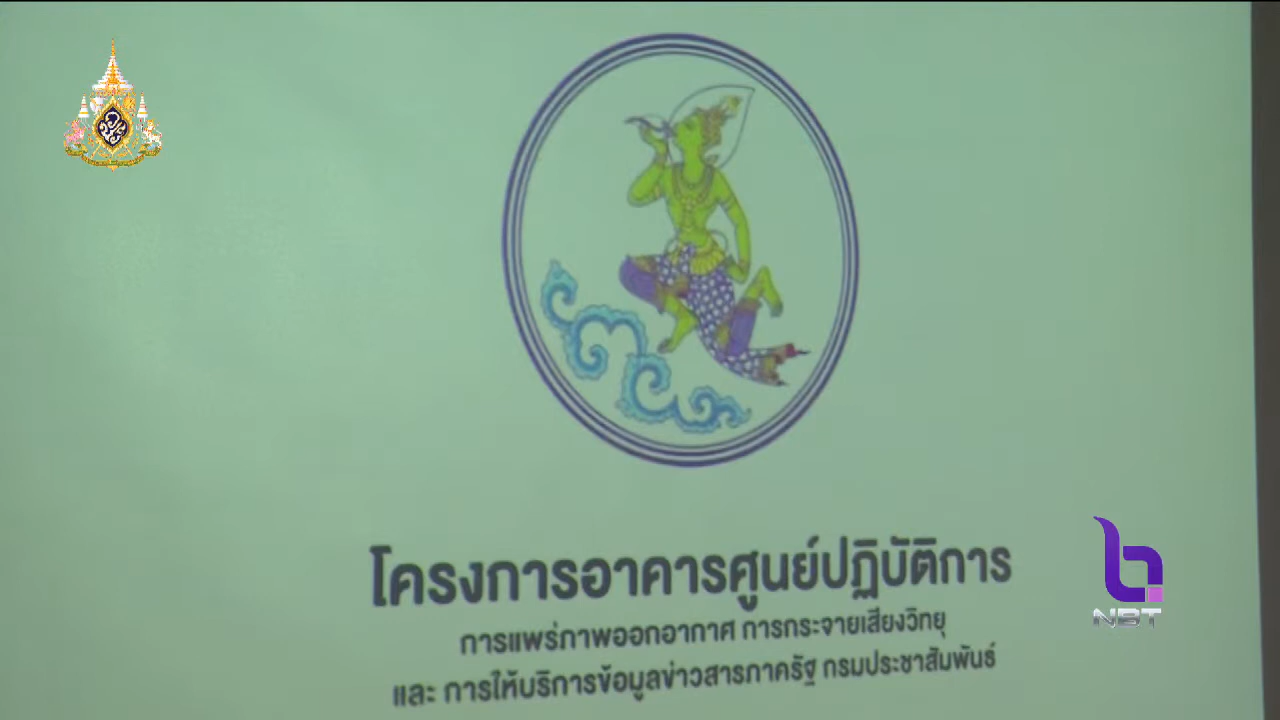 โครงการอาคารศูนย์ปฏิบัติการ
การแพร่ภาพออกอากาศ การกระจายเสียงวิทยุ
และ การให้บริการข้อมูลข่าวสารภาครัฐ กรมประชาสัมพันธ์
NBT